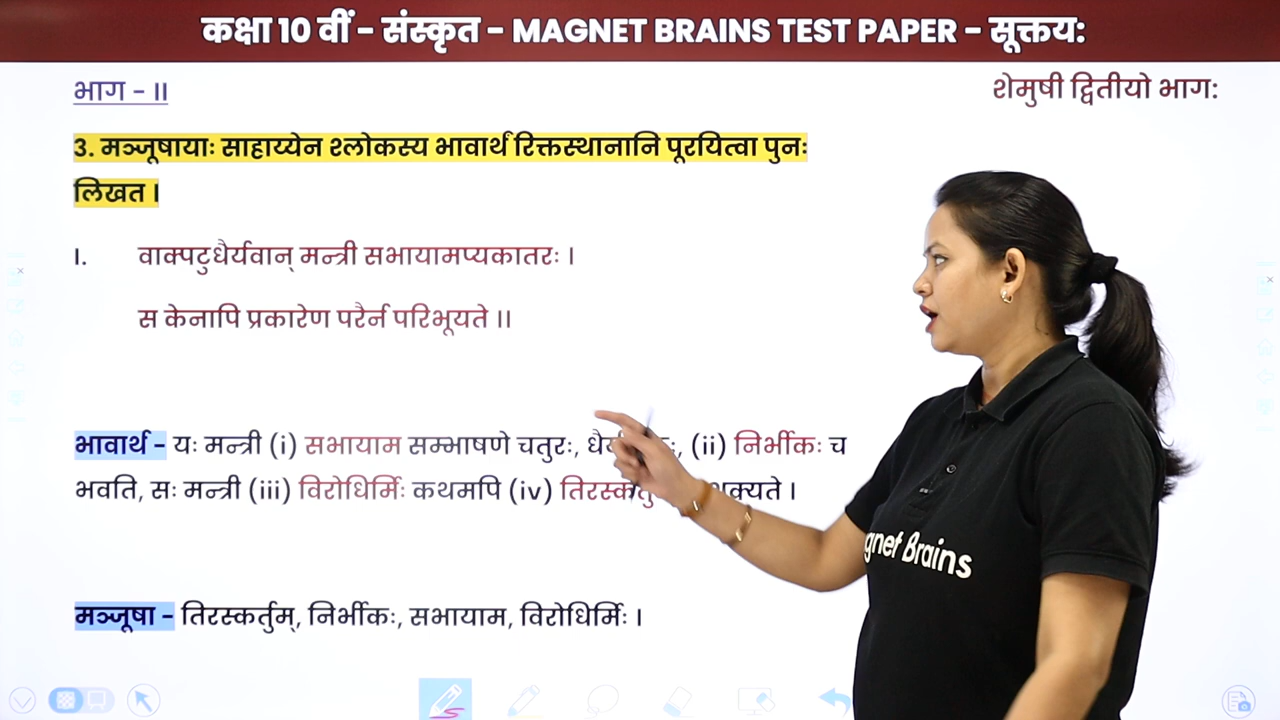 कक्षा 10 वीं - संस्कृत - MAGNET BRAINS TEST PAPER - सूक्तय:
भाग - II
शेमुषी द्वितीयो भाग:
3. मञ्जूषायाः साहाय्येन श्लोकस्य भावार्थं रिक्तस्थानानि पूरयित्वा पुनः
लिखत ।
I. वाक्पटुधैर्यवान् मन्त्री सभायामप्यकातरः ।
स केनापि प्रकारेण परैर्न परिभूयते ।।
भावार्थ - यः मन्त्री (i) सभायाम सम्भाषणे चतुरः, (ii) निर्भीकः च
भवति, सः मन्त्री (iii) विरोधिर्मिः कथमपि (iv) ।
मञ्जूषा - तिरस्कर्तुम्, निर्भीकः, सभायाम, विरोधिर्मिः ।
gnet Brains